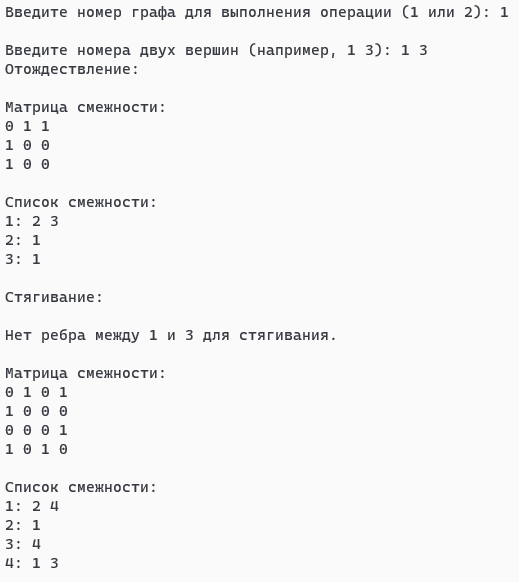 Введите номер графа для выполнения операции (1 или 2): 1
Введите номера двух вершин (например, 1 3): 1 3
Отождествление:
Матрица смежности:
0 1 1
1 0 0
1 0 0
Список смежности:
1: 2 3
2: 1
3: 1
Стягивание:
Нет ребра между 1 и 3 для стягивания.
Матрица смежности:
0 1 0 1
1 0 0 0
0 0 0 1
1 0 1 0
Список смежности:
1: 2 4
2: 1
3: 4
4: 1 3